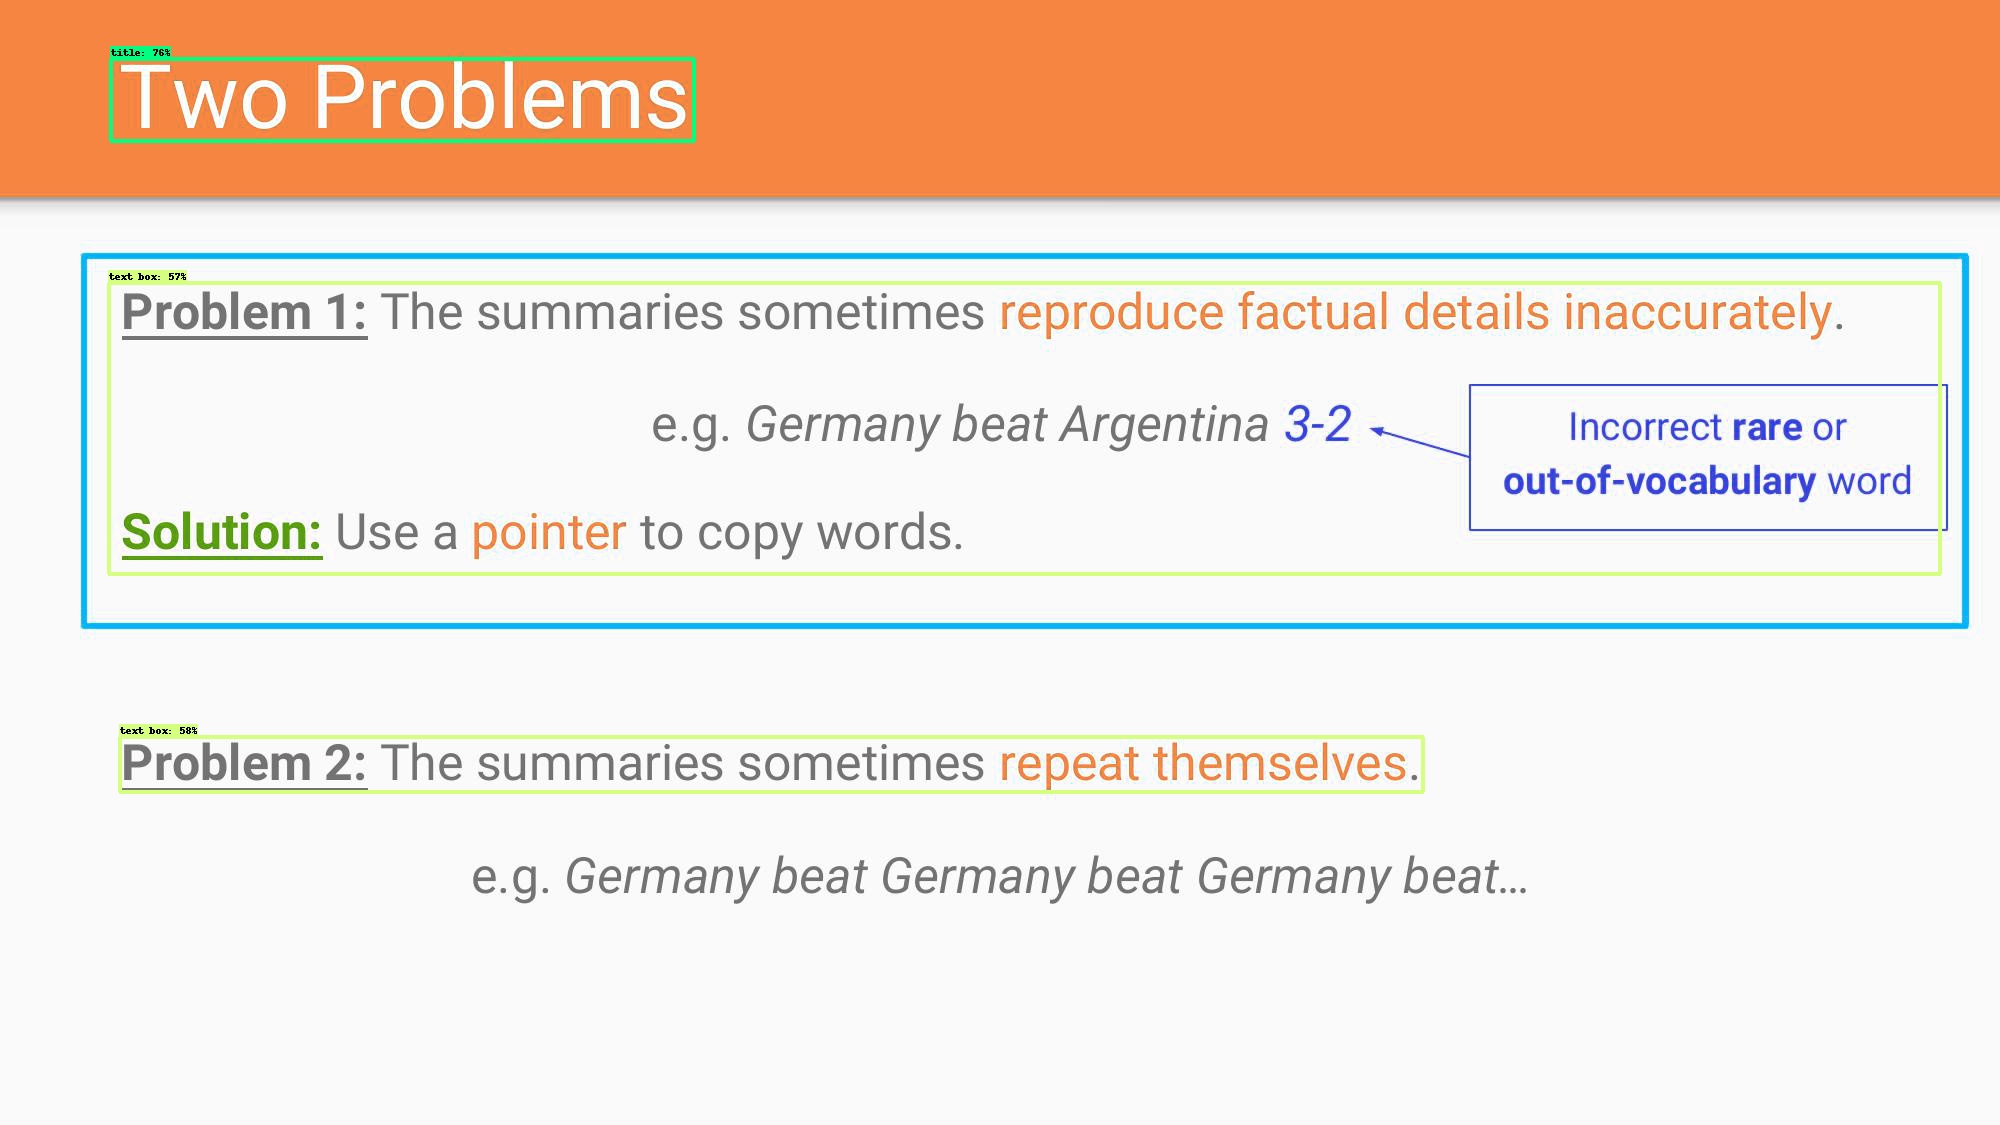 title: 76%
Two Problems
text box: 57%
Problem 1: The summaries sometimes reproduce factual details inaccurately.
e.g. Germany beat Argentina 3-2
Incorrect rare or
out-of-vocabulary word
Solution: Use a pointer to copy words.
text box: 58%
Problem 2: The summaries sometimes repeat themselves.
e.g. Germany beat Germany beat Germany beat…